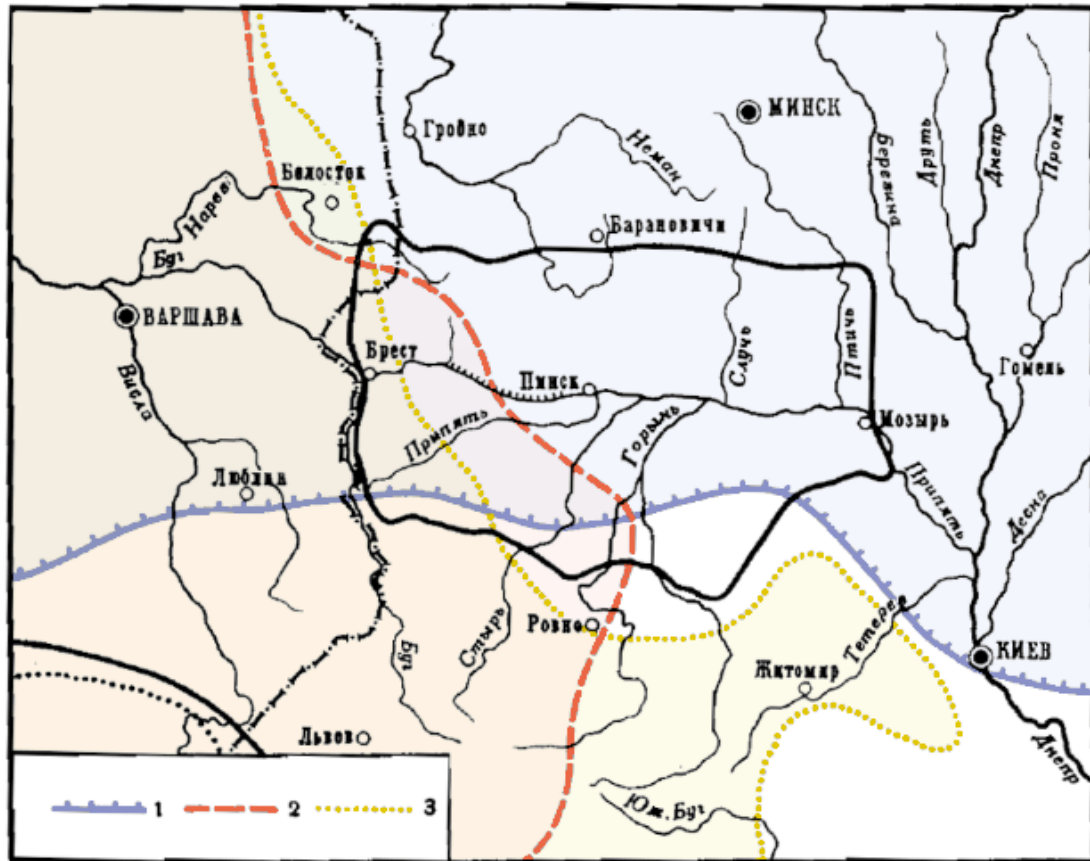 МИНСК
Гродно
Неман
Березина
Друть
Днепр
Проня
Белосток
Нарев
Барановичи
Буг
ВАРШАВА
Висла
Брест
Пинск
Случь
Птичь
Гомель
Припять
Горынь
Мозырь
Люблин
Припять
Десна
Стырь
Ровно
Буг
Тетерев
КИЕВ
Житомир
Львов
Днепр
Юж. Буг
1
2
3